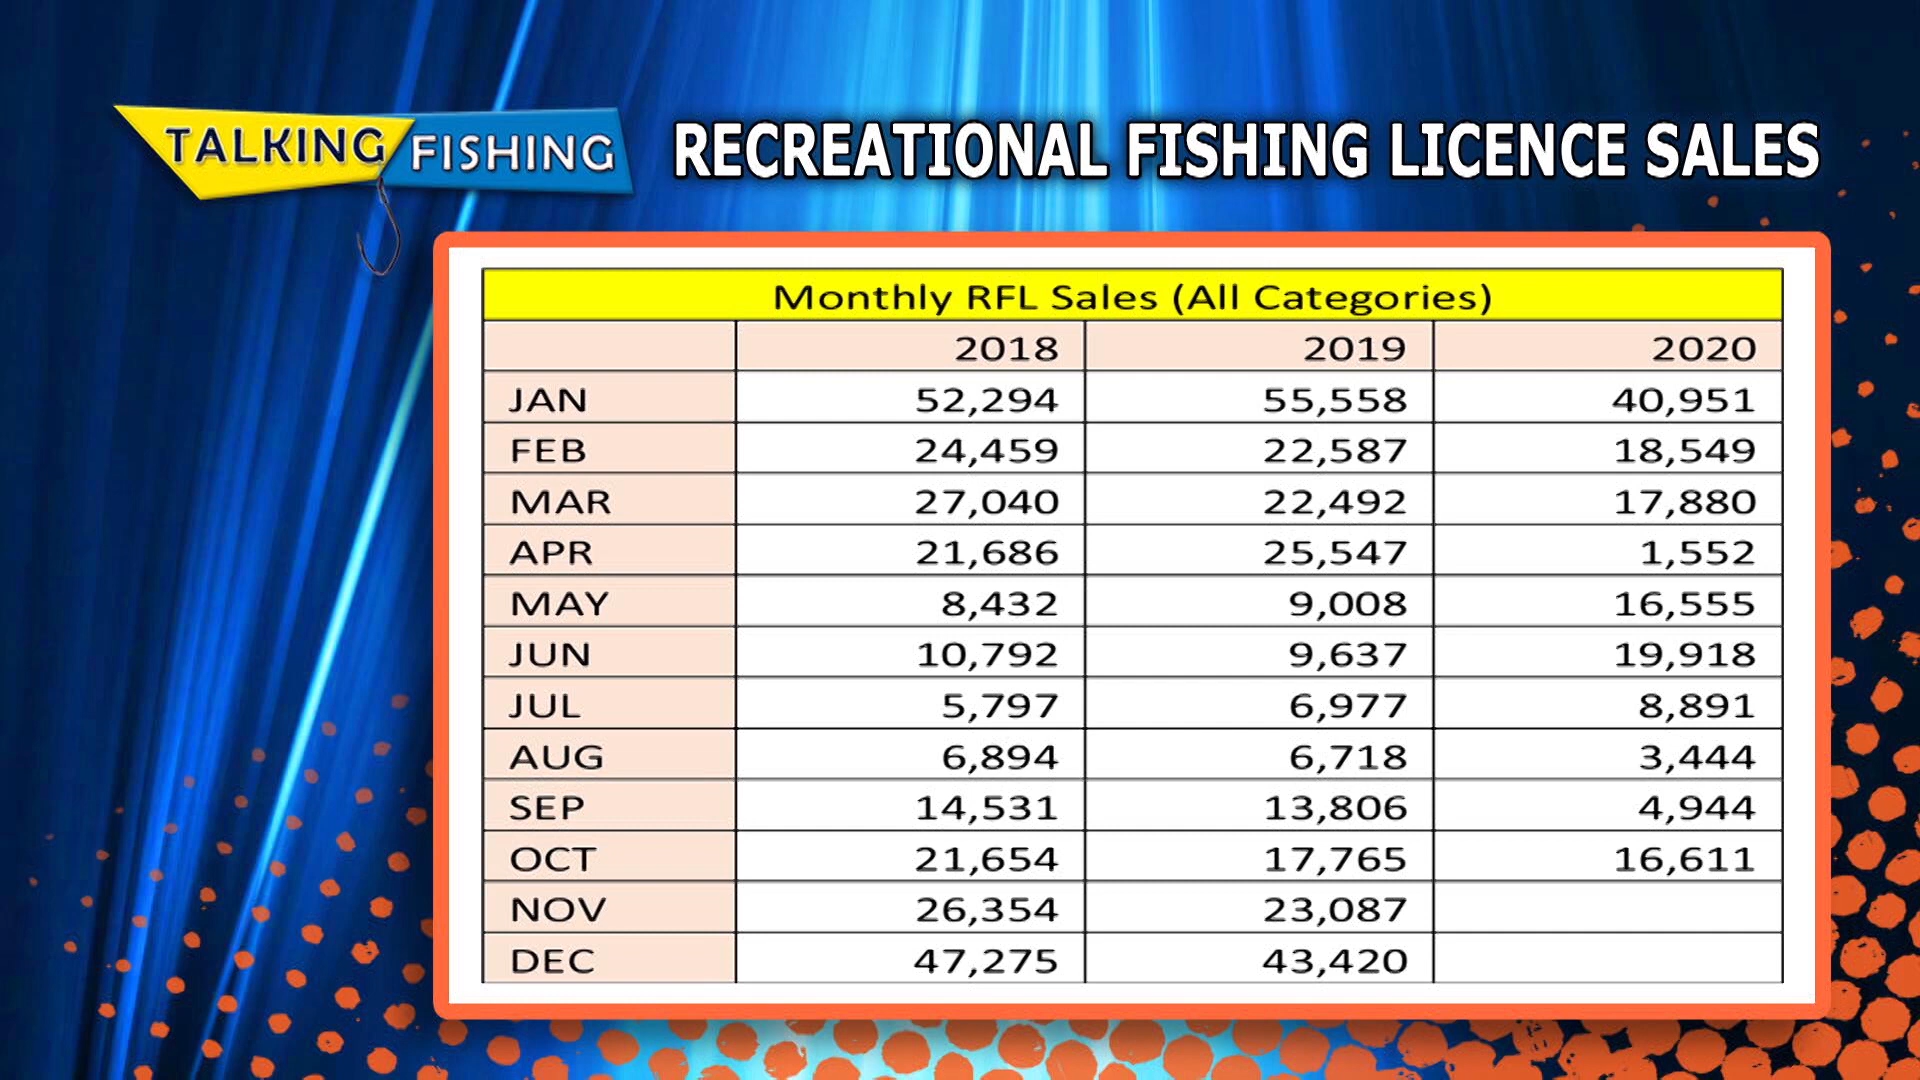 TALKING FISHING
RECREATIONAL FISHING LICENCE SALES
Monthly RFL Sales (All Categories)
2018 2019 2020
JAN 52,294 55,558 40,951
FEB 24,459 22,587 18,549
MAR 27,040 22,492 17,880
APR 21,686 25,547 1,552
MAY 8,432 9,008 16,555
JUN 10,792 9,637 19,918
JUL 5,797 6,977 8,891
AUG 6,894 6,718 3,444
SEP 14,531 13,806 4,944
OCT 21,654 17,765 16,611
NOV 26,354 23,087
DEC 47,275 43,420